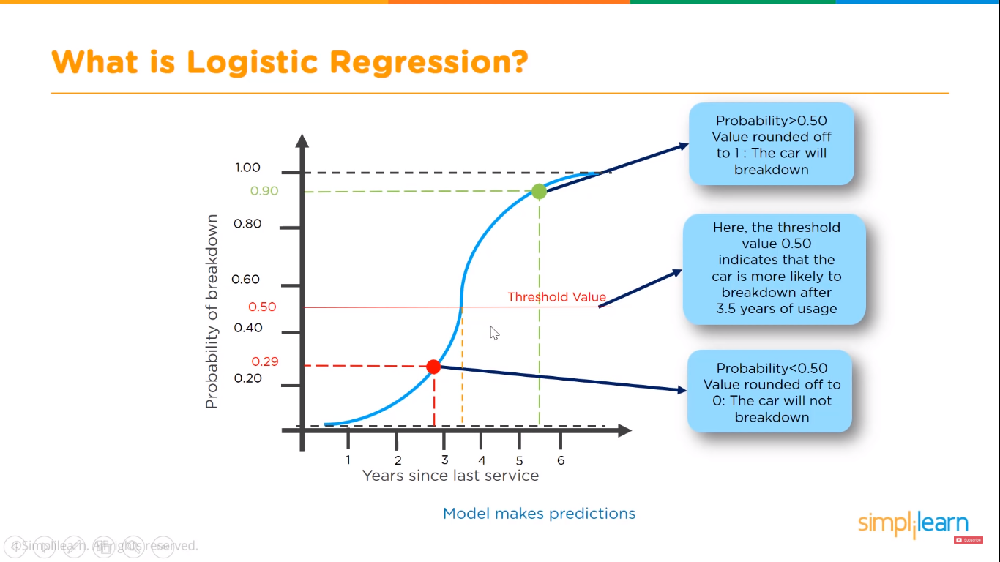 What is Logistic Regression?
Probability>0.50
Value rounded off
to 1 : The car will
breakdown
1.00
0.90
0.80
0.60
0.50
0.40
0.29
0.20
Probability of breakdown
Threshold Value
Here, the threshold
value 0.50
indicates that the
car is more likely to
breakdown after
3.5 years of usage
Probability<0.50
Value rounded off to
0: The car will not
breakdown
1 2 3 4 5 6
Years since last service
Model makes predictions
simplilearn
Subscribe
©Simplilearn. All rights reserved.